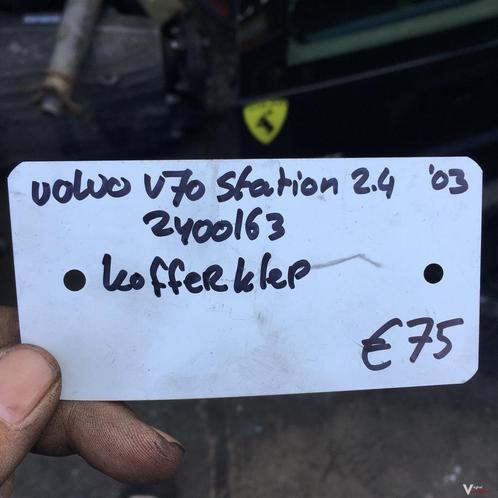 Volvo V70 Station 2.4 '03
2400163
kofferklep
€75